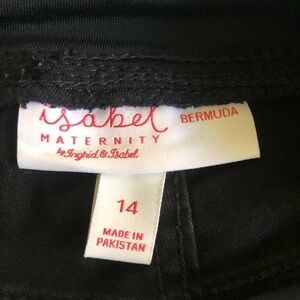 isabel BERMUDA
MATERNITY
by Ingrid & Isabel
14
MADE IN
PAKISTAN